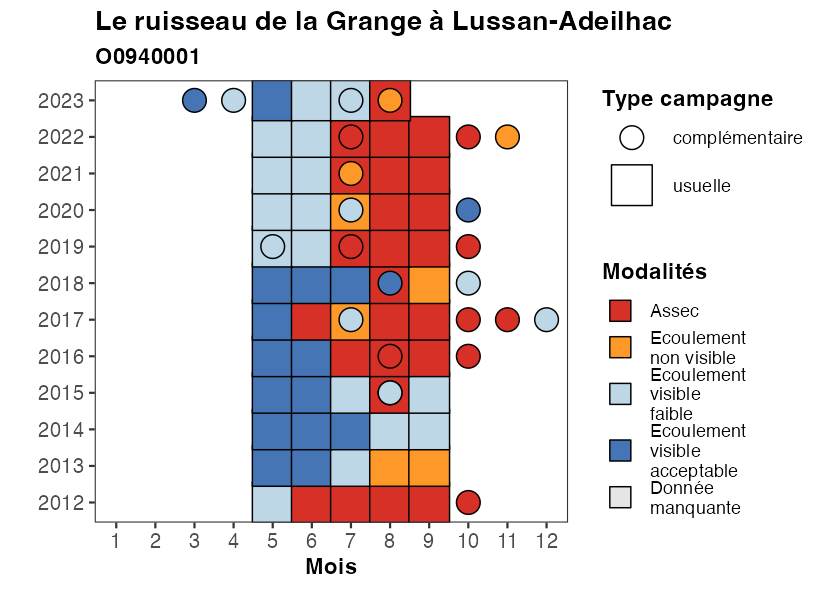 Le ruisseau de la Grange à Lussan-Adeilhac
O0940001
2023
2022
2021
2020
2019
2018
2017
2016
2015
2014
2013
2012
1 2 3 4 5 6 7 8 9 10 11 12
Mois
Type campagne
complémentaire
usuelle
Modalités
Assec
Ecoulement
non visible
Ecoulement
visible
faible
Ecoulement
visible
acceptable
Donnée
manquante